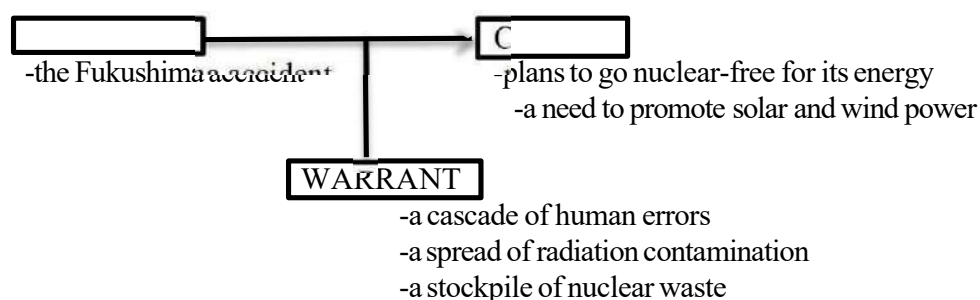 -the Fukushima
-plans to go nuclear-free for its energy
-a need to promote solar and wind power
WARRANT
-a cascade of human errors
-a spread of radiation contamination
-a stockpile of nuclear waste